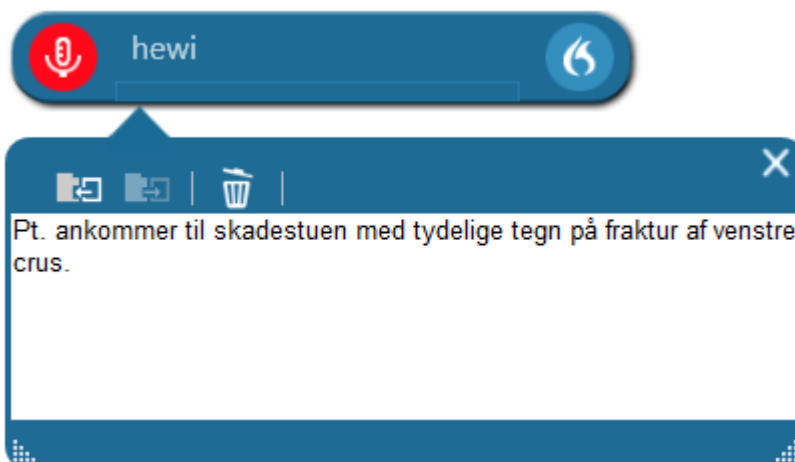 hewi
Pt. ankommer til skadestuen med tydelige tegn på fraktur af venstre
crus.